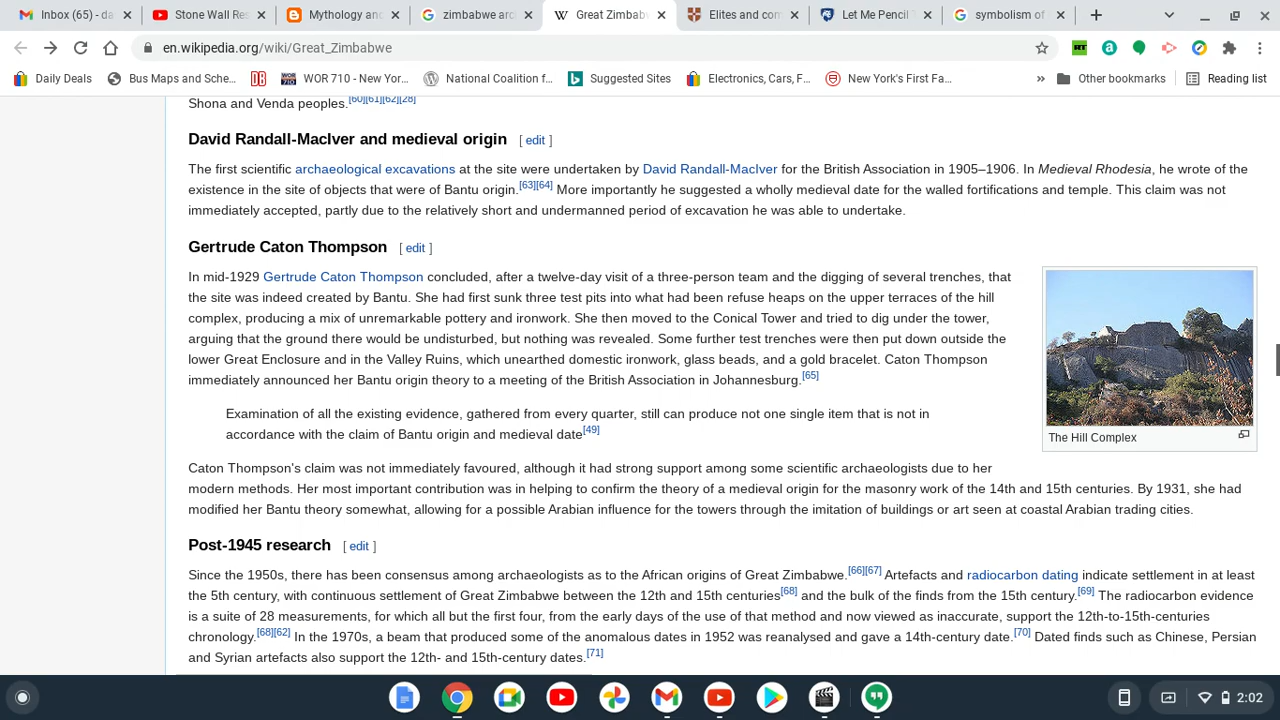 Inbox (65) - da
Stone Wall Res
Mythology and
zimbabwe arc
Great Zimbabw
Elites and com
Let Me Pencil
symbolism of
en.wikipedia.org/wiki/Great_Zimbabwe
Daily Deals
Bus Maps and Sche...
WOR 710 - New Yor...
National Coalition f...
Suggested Sites
Electronics, Cars, F...
New York's First Fa...
»
Other bookmarks
Reading list
Shona and Venda peoples.[60][61][62][28]
David Randall-MacIver and medieval origin [ edit ]
The first scientific archaeological excavations at the site were undertaken by David Randall-MacIver for the British Association in 1905–1906. In Medieval Rhodesia, he wrote of the
existence in the site of objects that were of Bantu origin.[63][64] More importantly he suggested a wholly medieval date for the walled fortifications and temple. This claim was not
immediately accepted, partly due to the relatively short and undermanned period of excavation he was able to undertake.
Gertrude Caton Thompson [ edit ]
In mid-1929 Gertrude Caton Thompson concluded, after a twelve-day visit of a three-person team and the digging of several trenches, that
the site was indeed created by Bantu. She had first sunk three test pits into what had been refuse heaps on the upper terraces of the hill
complex, producing a mix of unremarkable pottery and ironwork. She then moved to the Conical Tower and tried to dig under the tower,
arguing that the ground there would be undisturbed, but nothing was revealed. Some further test trenches were then put down outside the
lower Great Enclosure and in the Valley Ruins, which unearthed domestic ironwork, glass beads, and a gold bracelet. Caton Thompson
immediately announced her Bantu origin theory to a meeting of the British Association in Johannesburg.[65]
Examination of all the existing evidence, gathered from every quarter, still can produce not one single item that is not in
accordance with the claim of Bantu origin and medieval date[49]
The Hill Complex
Caton Thompson's claim was not immediately favoured, although it had strong support among some scientific archaeologists due to her
modern methods. Her most important contribution was in helping to confirm the theory of a medieval origin for the masonry work of the 14th and 15th centuries. By 1931, she had
modified her Bantu theory somewhat, allowing for a possible Arabian influence for the towers through the imitation of buildings or art seen at coastal Arabian trading cities.
Post-1945 research [ edit ]
Since the 1950s, there has been consensus among archaeologists as to the African origins of Great Zimbabwe.[66][67] Artefacts and radiocarbon dating indicate settlement in at least
the 5th century, with continuous settlement of Great Zimbabwe between the 12th and 15th centuries[68] and the bulk of the finds from the 15th century.[69] The radiocarbon evidence
is a suite of 28 measurements, for which all but the first four, from the early days of the use of that method and now viewed as inaccurate, support the 12th-to-15th-centuries
chronology.[68][62] In the 1970s, a beam that produced some of the anomalous dates in 1952 was reanalysed and gave a 14th-century date.[70] Dated finds such as Chinese, Persian
and Syrian artefacts also support the 12th- and 15th-century dates.[71]
2:02